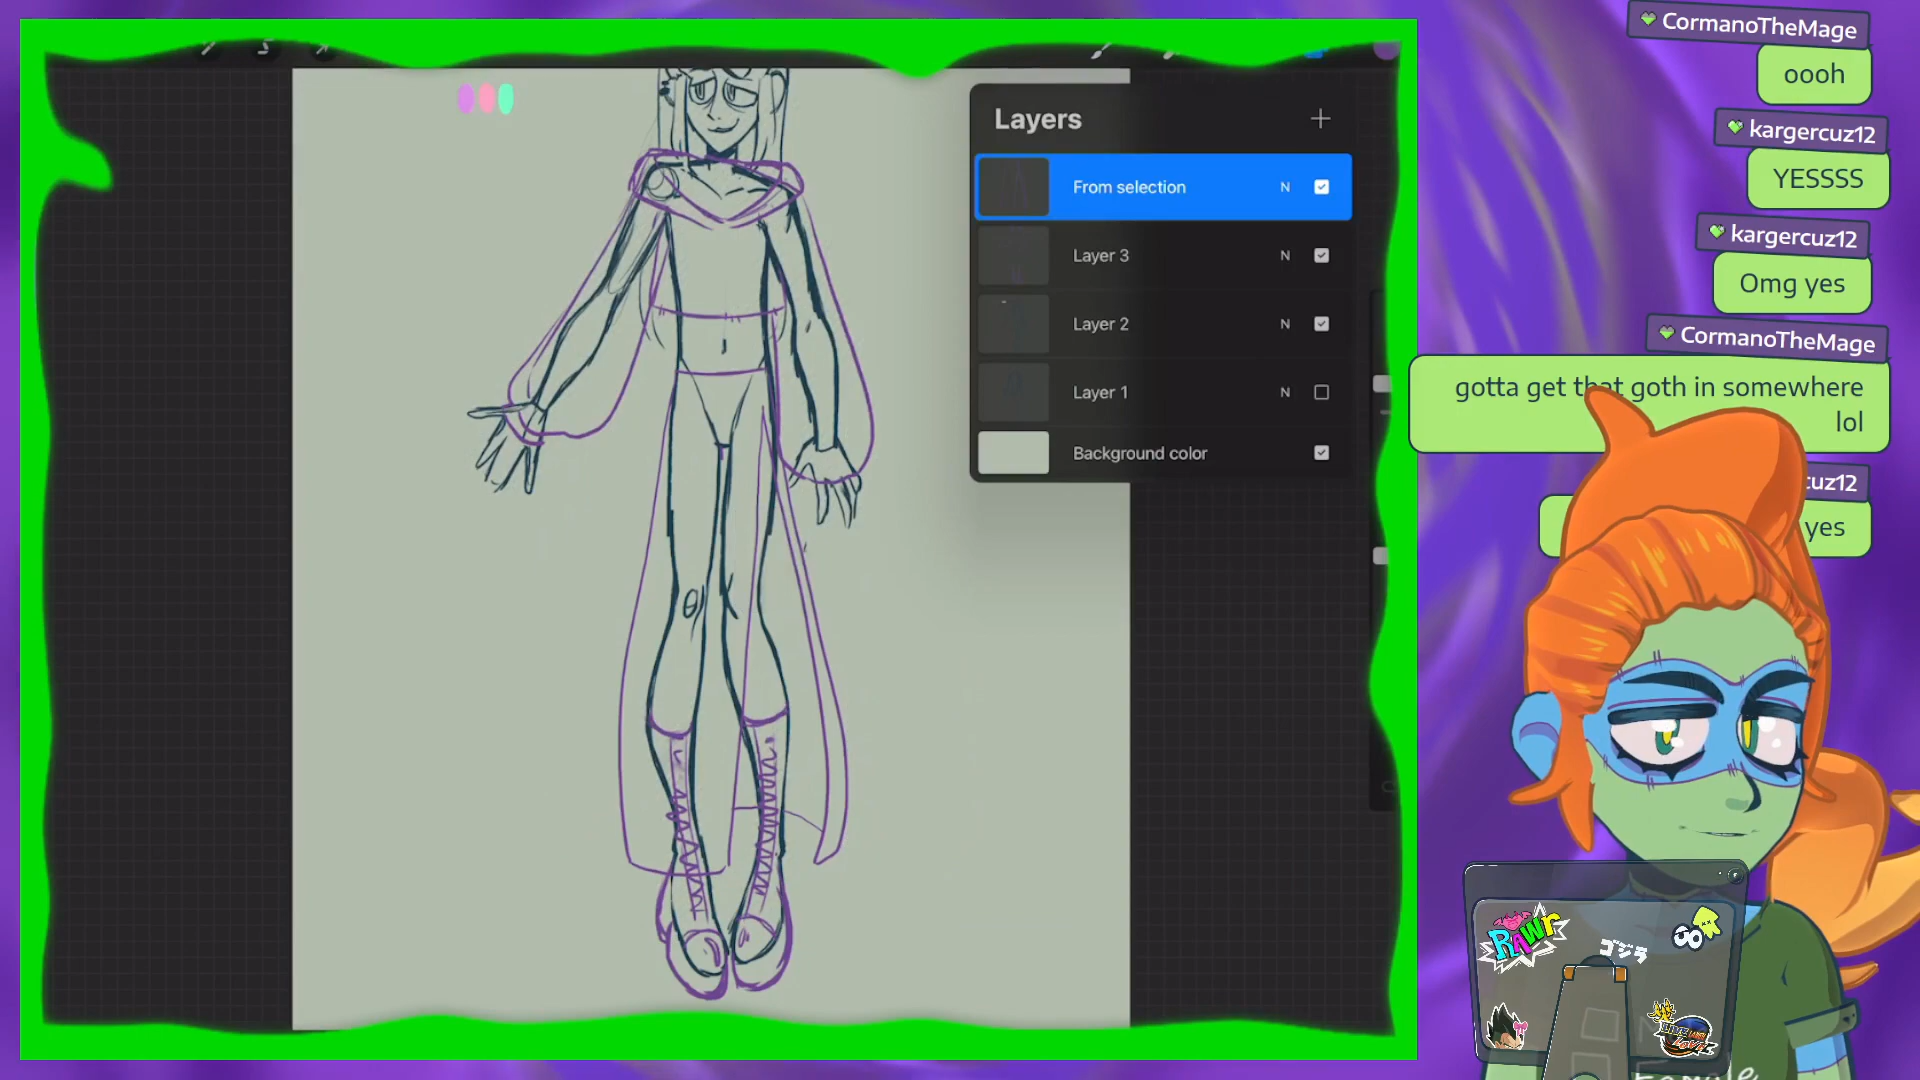 Layers
From selection N
Layer 3 N
Layer 2 N
Layer 1 N
Background color
CormanoTheMage
oooh
kargercuz12
YESSSS
kargercuz12
Omg yes
CormanoTheMage
gotta get that goth in somewhere
lol
cuz12
yes
RAWr
ゴジラ